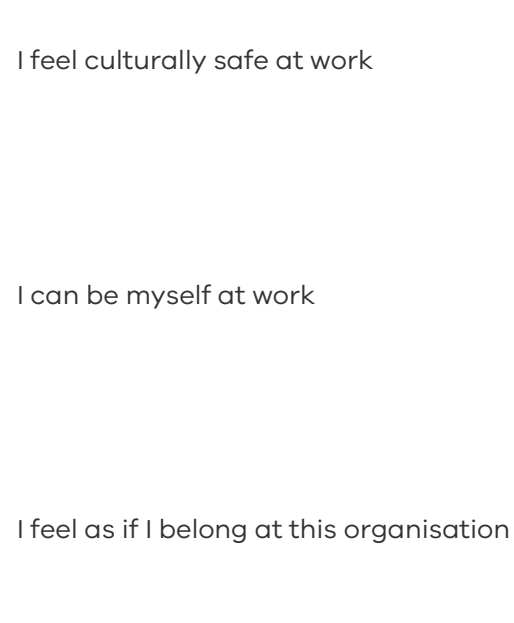 I feel culturally safe at work
I can be myself at work
I feel as if I belong at this organisation